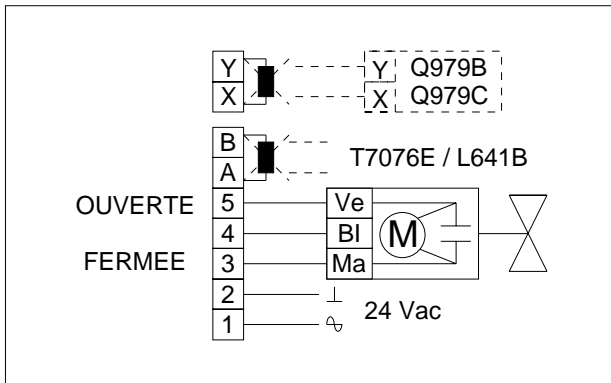 Y Y Q979B
X X Q979C
B
A T7076E / L641B
OUVERTE 5 Ve
4 Bl M
FERMEE 3 Ma
2
1 24 Vac